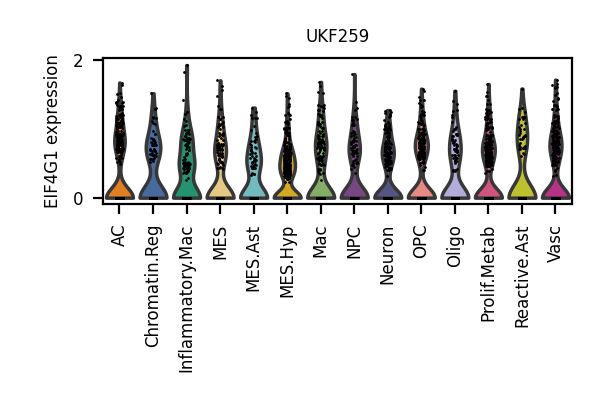 UKF259
EIF4G1 expression
2
0
AC
Chromatin.Reg
Inflammatory.Mac
MES
MES.Ast
MES.Hyp
Mac
NPC
Neuron
OPC
Oligo
Prolif.Metab
Reactive.Ast
Vasc